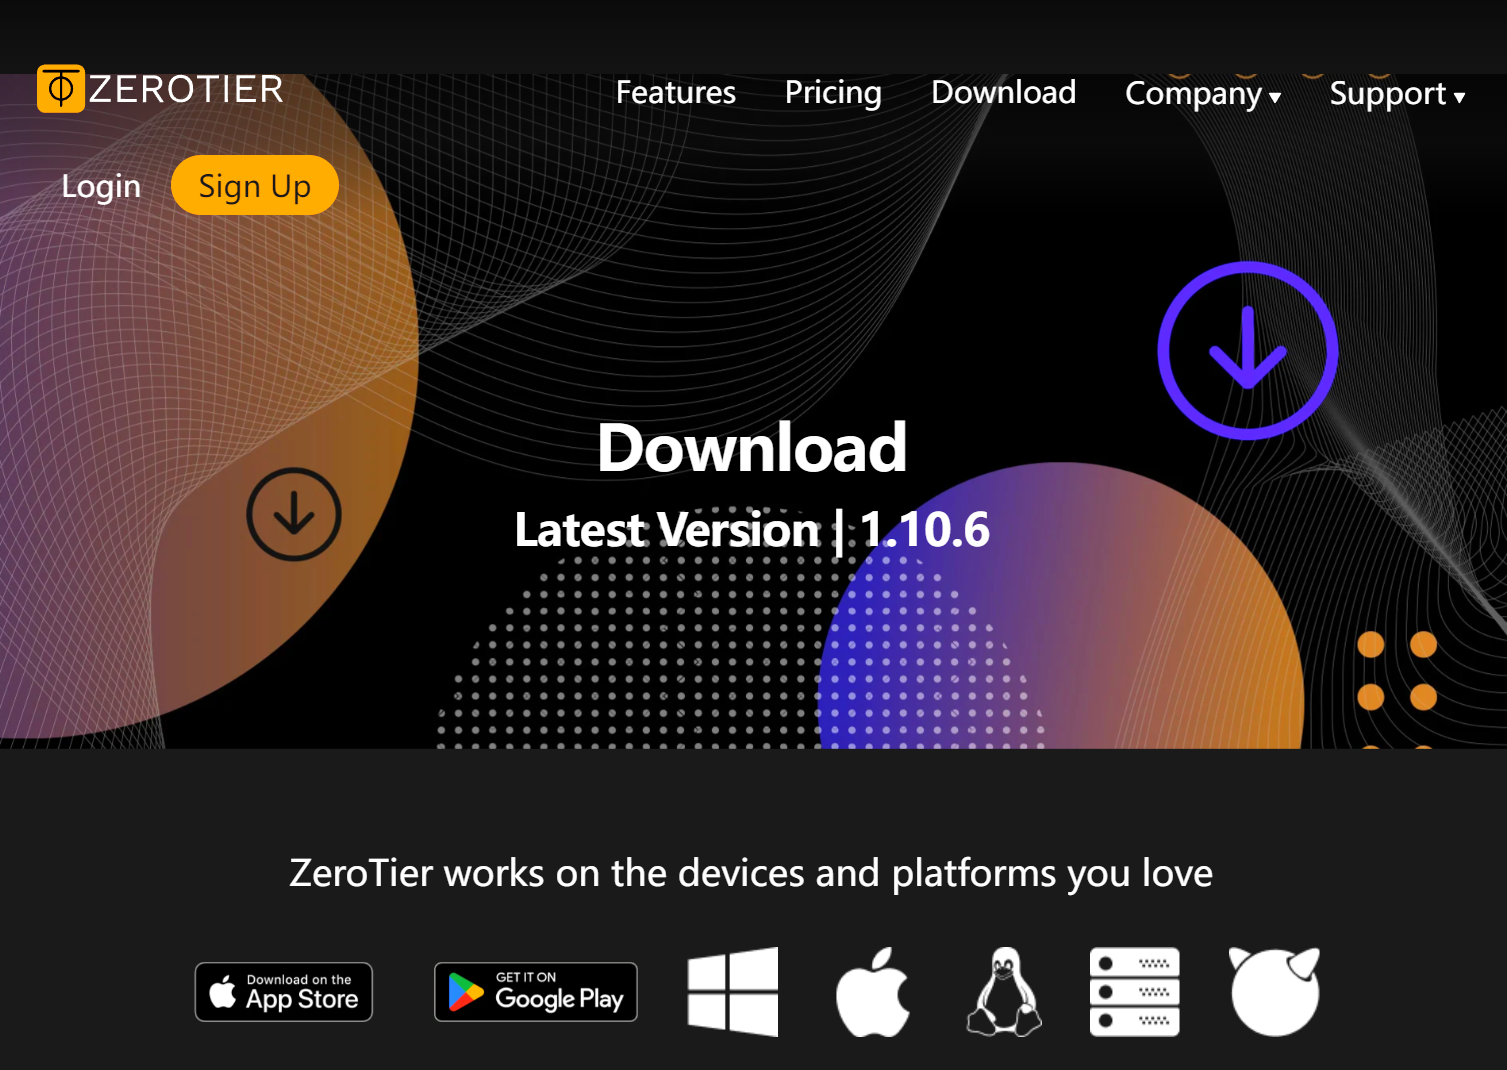 ZEROTIER
Features
Pricing
Download
Company
Support
Login
Sign Up
Download
Latest Version | 1.10.6
ZeroTier works on the devices and platforms you love
Download on the
App Store
GET IT ON
Google Play